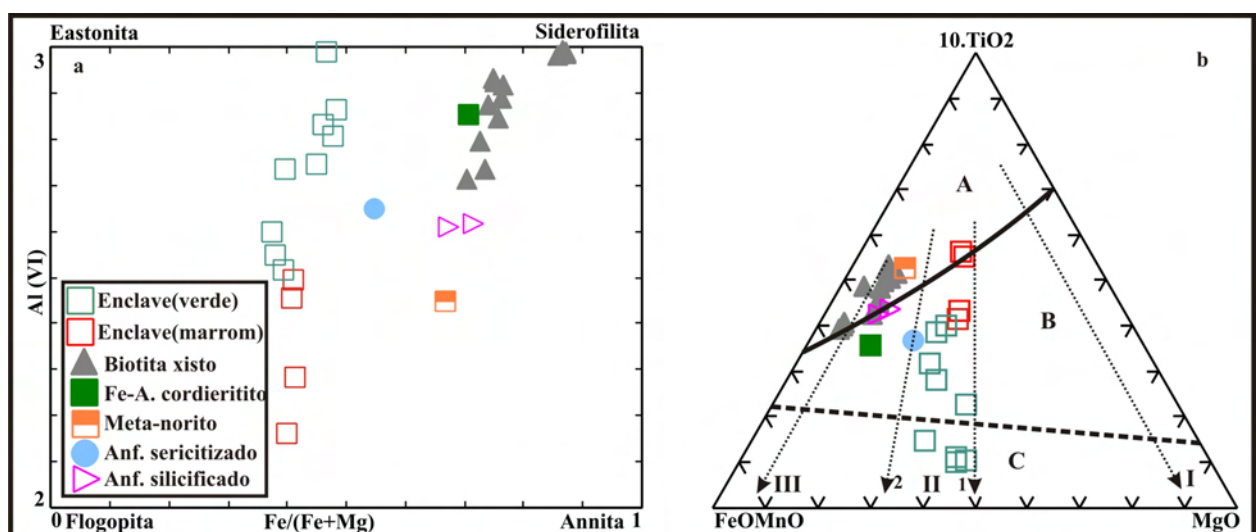 Eastonita
Siderofilita
3
a
Al (VI)
Enclave(verde)
Enclave(marrom)
Biotita xisto
Fe-A. cordieritito
Meta-norito
Anf. sericitizado
Anf. silicificado
2
0 Flogopita
Fe/(Fe+Mg)
Annita 1
10.TiO2
b
A
B
C
III
2
II
1
I
FeOMnO
MgO